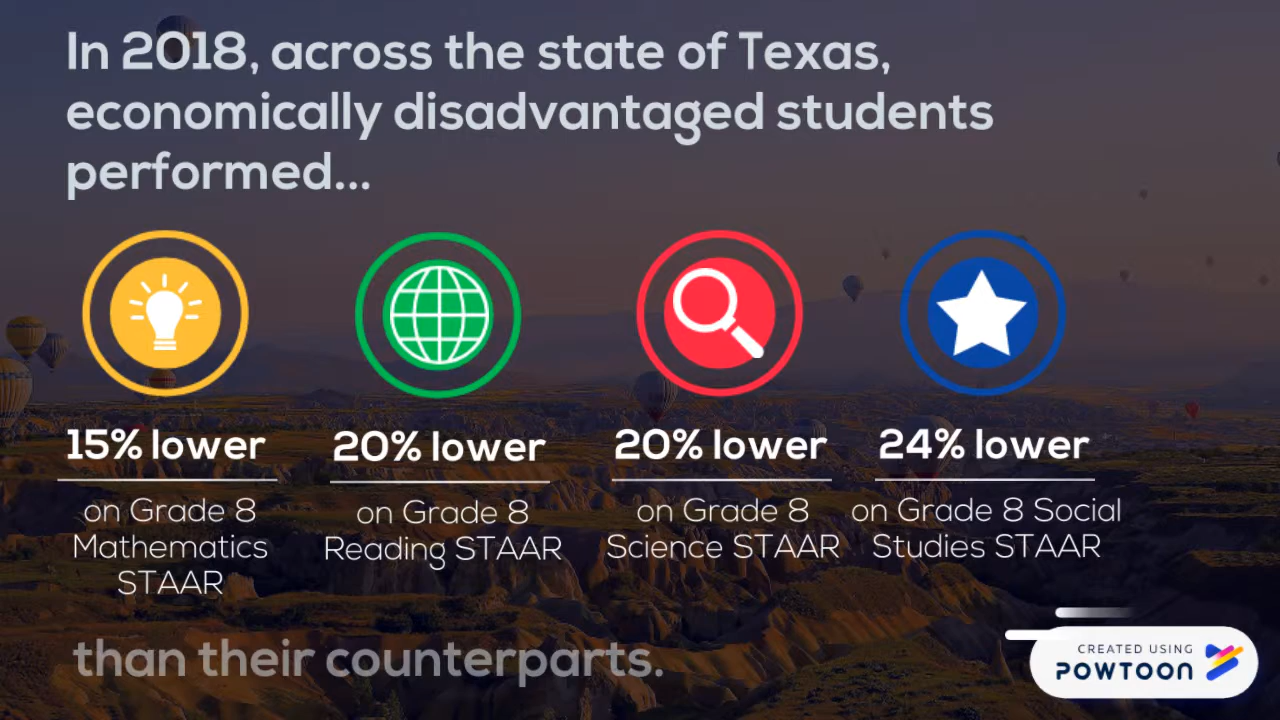 In 2018, across the state of Texas,
economically disadvantaged students
performed...
15% lower
on Grade 8
Mathematics
STAAR
20% lower
on Grade 8
Reading STAAR
20% lower
on Grade 8
Science STAAR
24% lower
on Grade 8 Social
Studies STAAR
than their counterparts.
CREATED USING
POWTOON